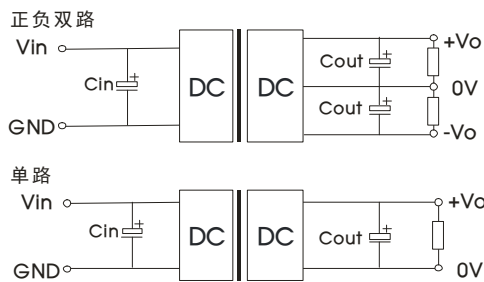 正负双路
Vin
+Vo
Cout
Cin
DC
DC
0V
Cout
GND
-Vo
单路
Vin
+Vo
Cin
DC
DC
Cout
GND
0V